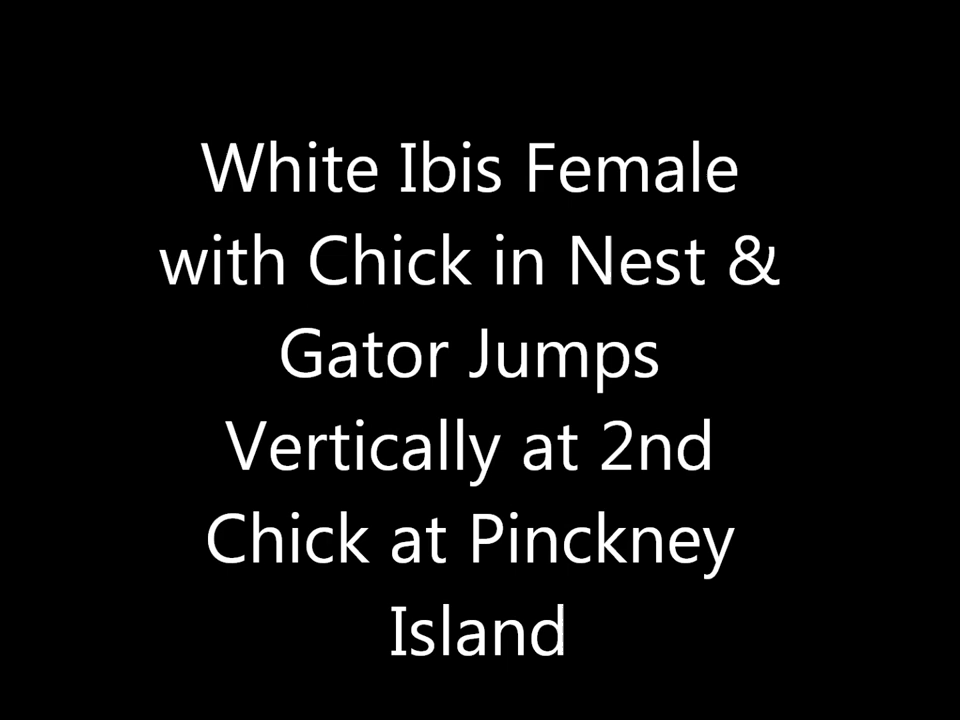 White Ibis Female
with Chick in Nest &
Gator Jumps
Vertically at 2nd
Chick at Pinckney
Island